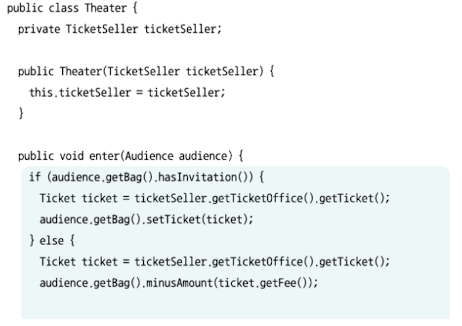 public class Theater {
private TicketSeller ticketSeller;
public Theater(TicketSeller ticketSeller) {
this.ticketSeller = ticketSeller;
}
public void enter(Audience audience) {
if (audience.getBag().hasInvitation()) {
Ticket ticket = ticketSeller.getTicketOffice().getTicket();
audience.getBag().setTicket(ticket);
} else {
Ticket ticket = ticketSeller.getTicketOffice().getTicket();
audience.getBag().minusAmount(ticket.getFee());